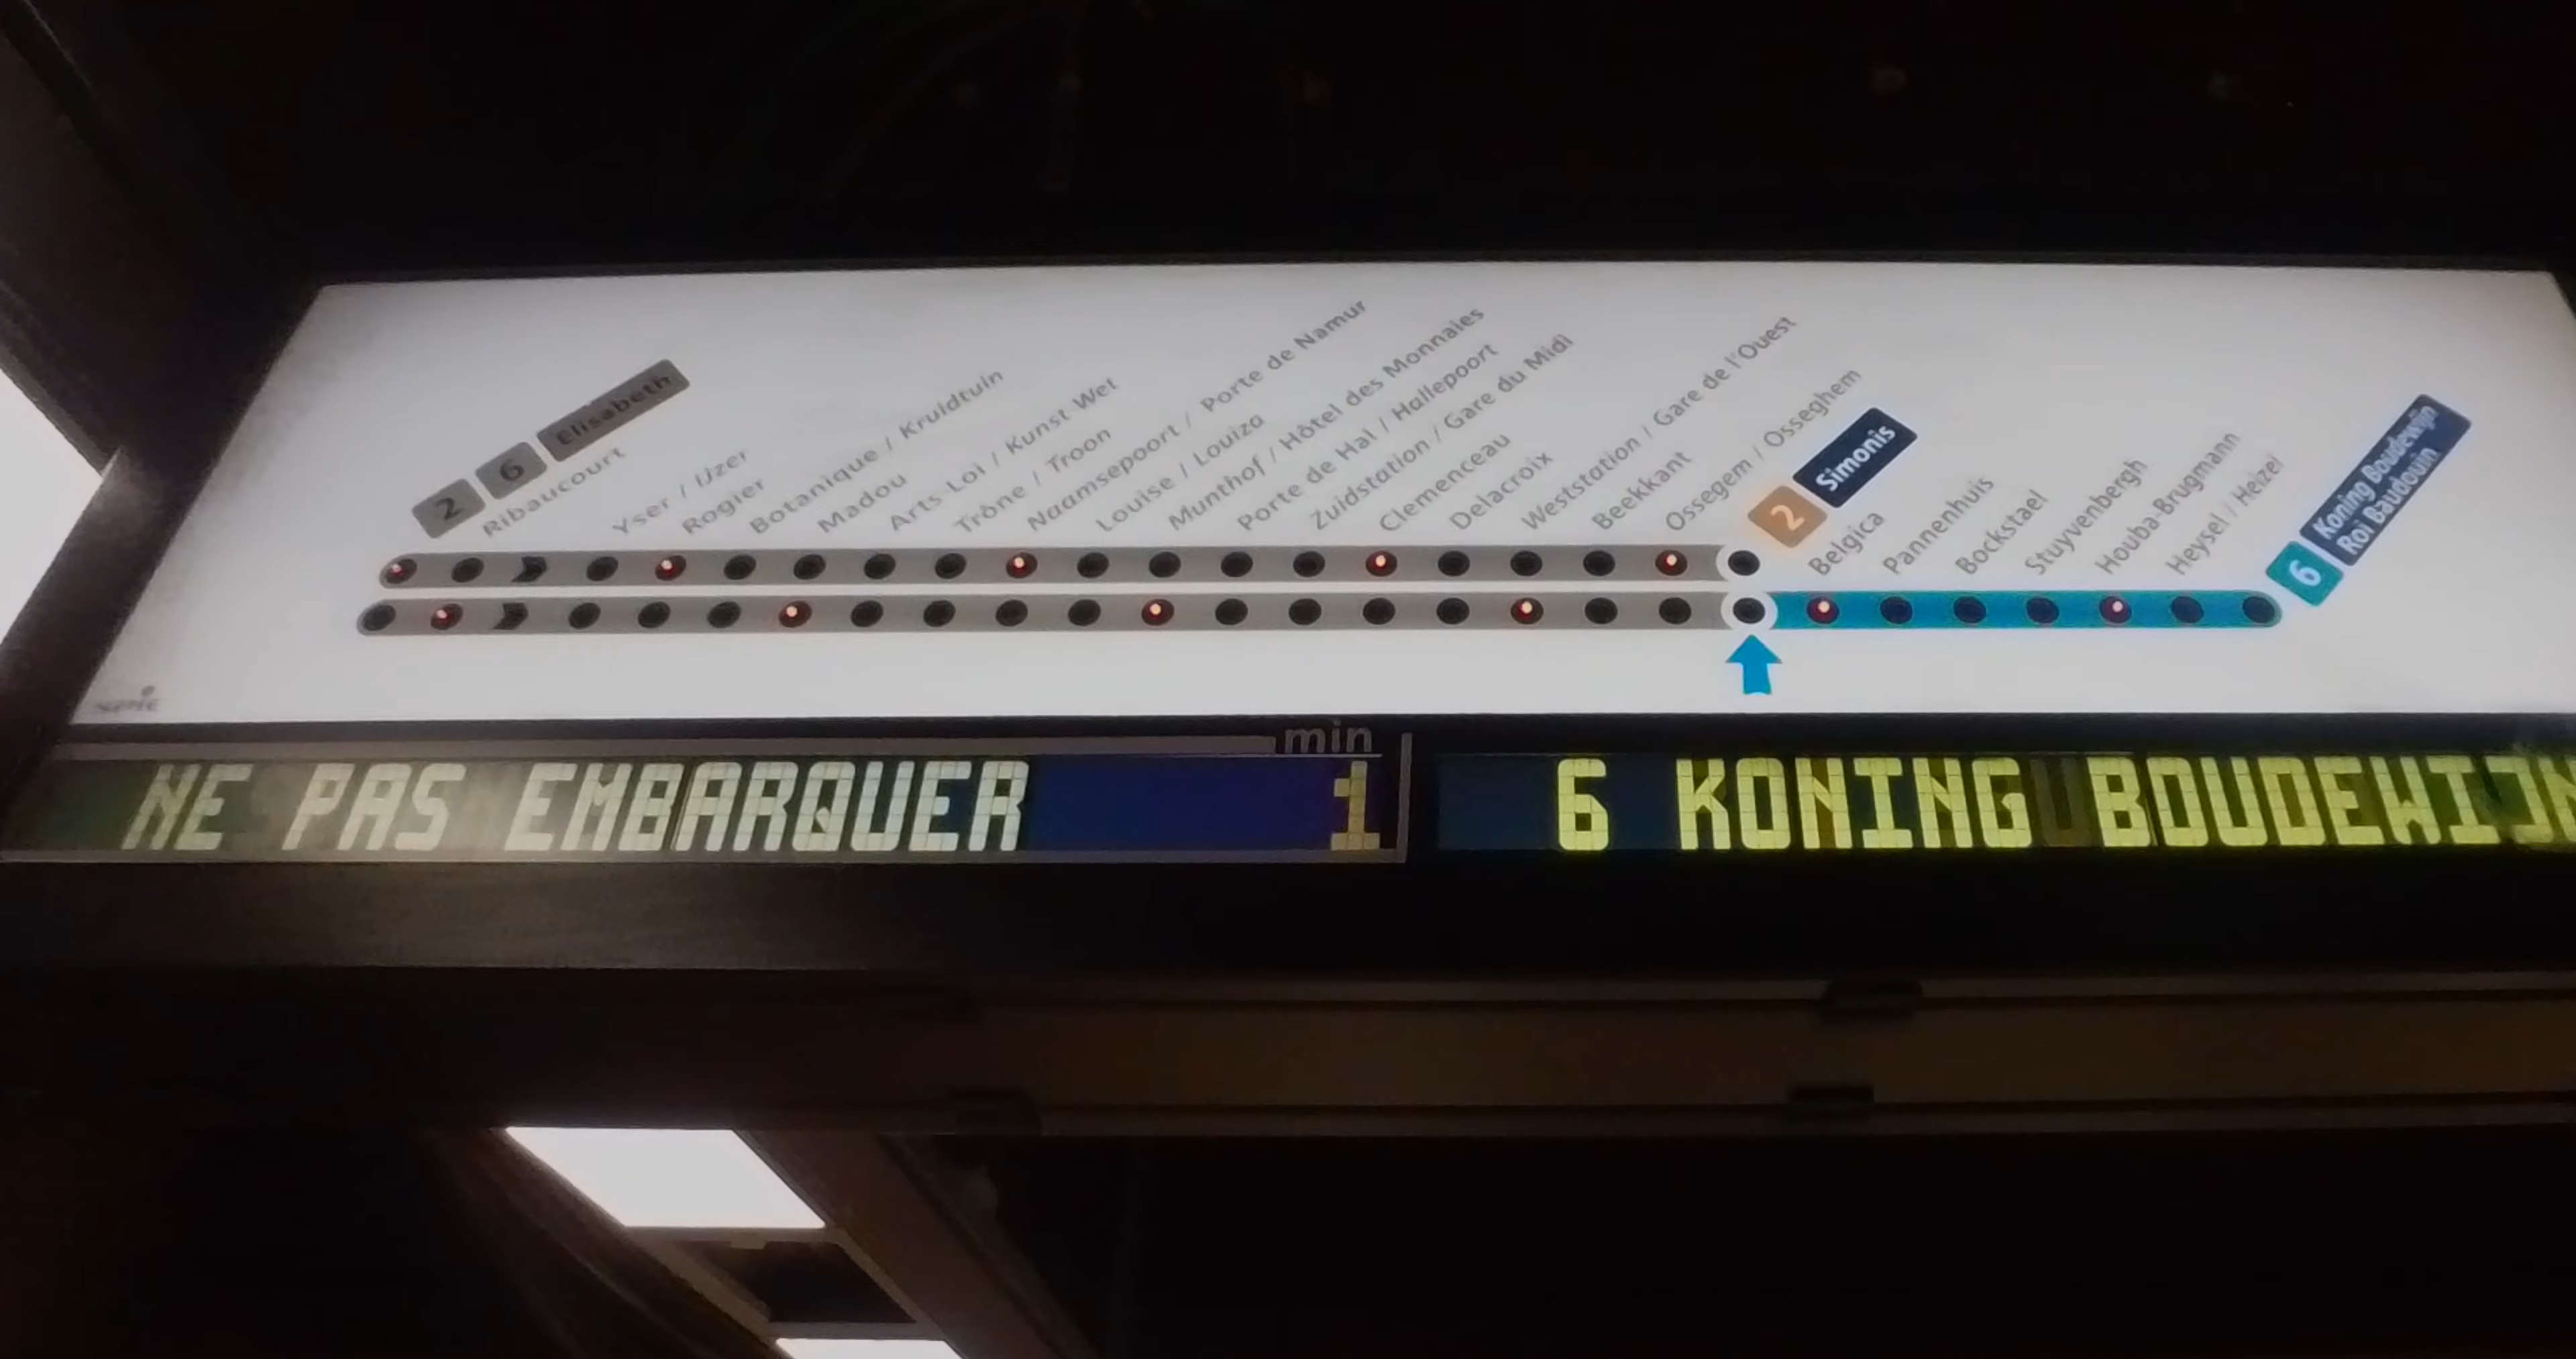 2 6 Elisabeth
Ribaucourt
Yser / IJzer
Rogier
Botanique / Kruidtuin
Madou
Arts-Loi / Kunst Wet
Trône / Troon
Naamsepoort / Porte de Namur
Louise / Louiza
Munthof / Hôtel des Monnaies
Porte de Hal / Hallepoort
Zuidstation / Gare du Midi
Clemenceau
Delacroix
Weststation / Gare de l'Ouest
Beekkant
Ossegem / Osseghem
2 Simonis
Belgica
Pannenhuis
Bockstael
Stuyvenbergh
Houba-Brugmann
Heysel / Heizel
6 Koning Boudewijn
Roi Baudouin
min
NE PAS EMBARQUER 1
6 KONING BOUDEWIJN